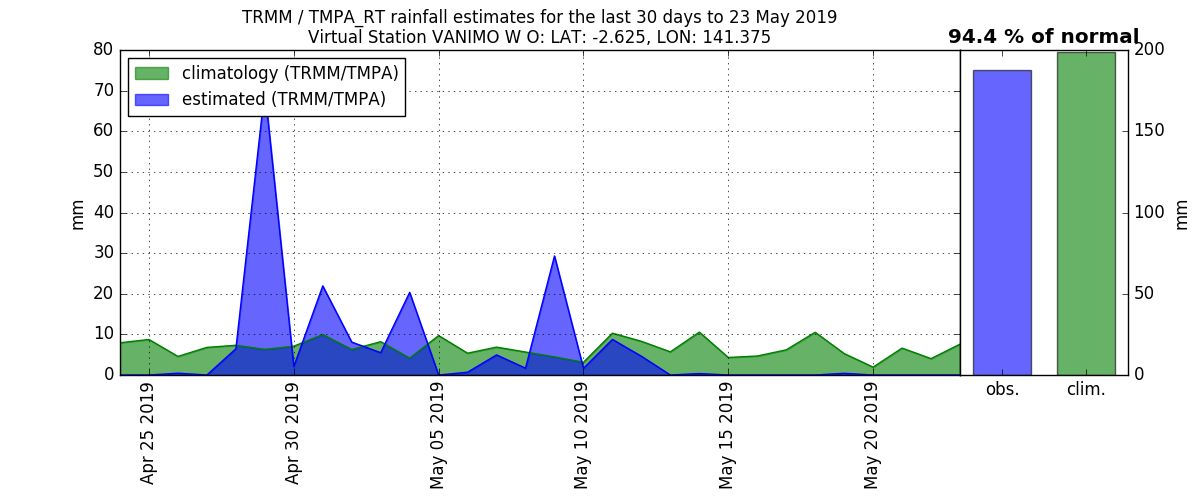 TRMM / TMPA_RT rainfall estimates for the last 30 days to 23 May 2019
Virtual Station VANIMO W O: LAT: -2.625, LON: 141.375
94.4 % of normal
climatology (TRMM/TMPA)
estimated (TRMM/TMPA)
80
70
60
50
40
30
20
10
0
mm
200
150
100
50
0
mm
Apr 25 2019
Apr 30 2019
May 05 2019
May 10 2019
May 15 2019
May 20 2019
obs.
clim.